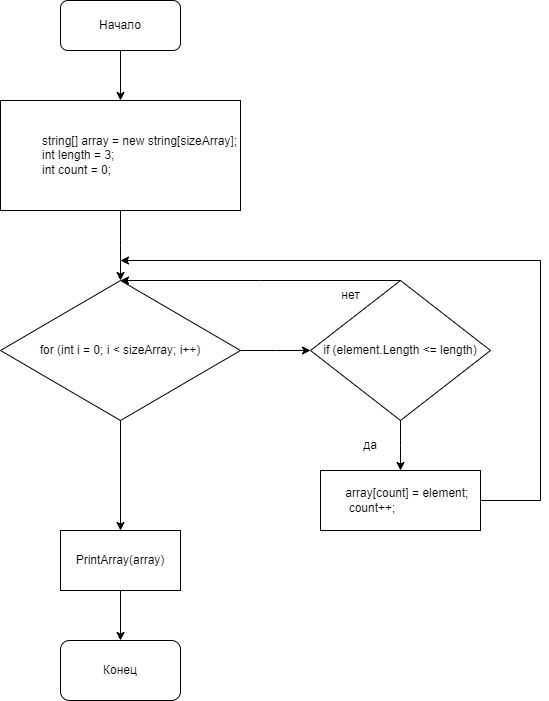 Начало
string[] array = new string[sizeArray];
int length = 3;
int count = 0;
нет
for (int i = 0; i < sizeArray; i++)
if (element.Length <= length)
да
array[count] = element;
count++;
PrintArray(array)
Конец